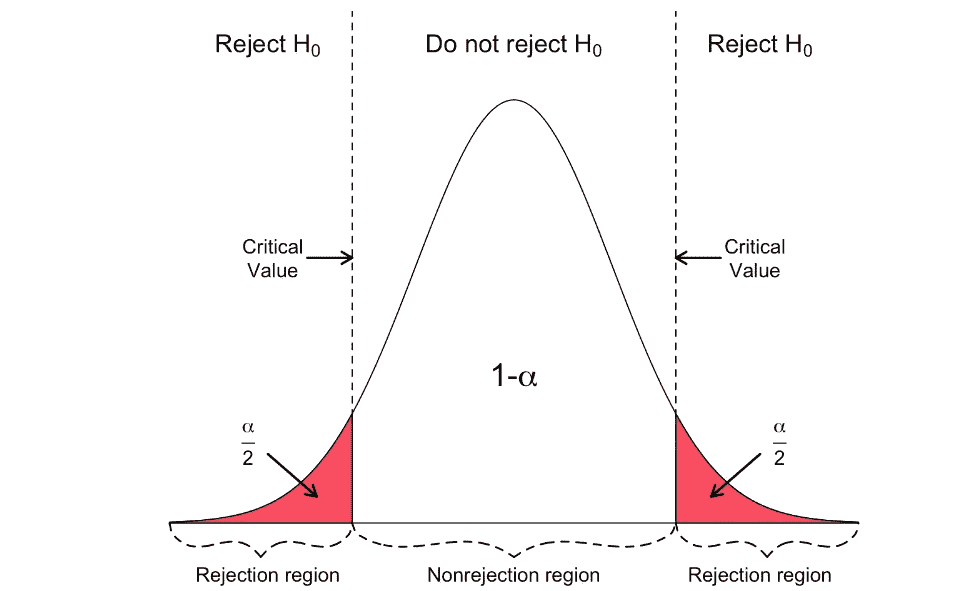 Reject H₀
Do not reject H₀
Reject H₀
Critical
Value
Critical
Value
1-α
α
2
α
2
Rejection region
Nonrejection region
Rejection region